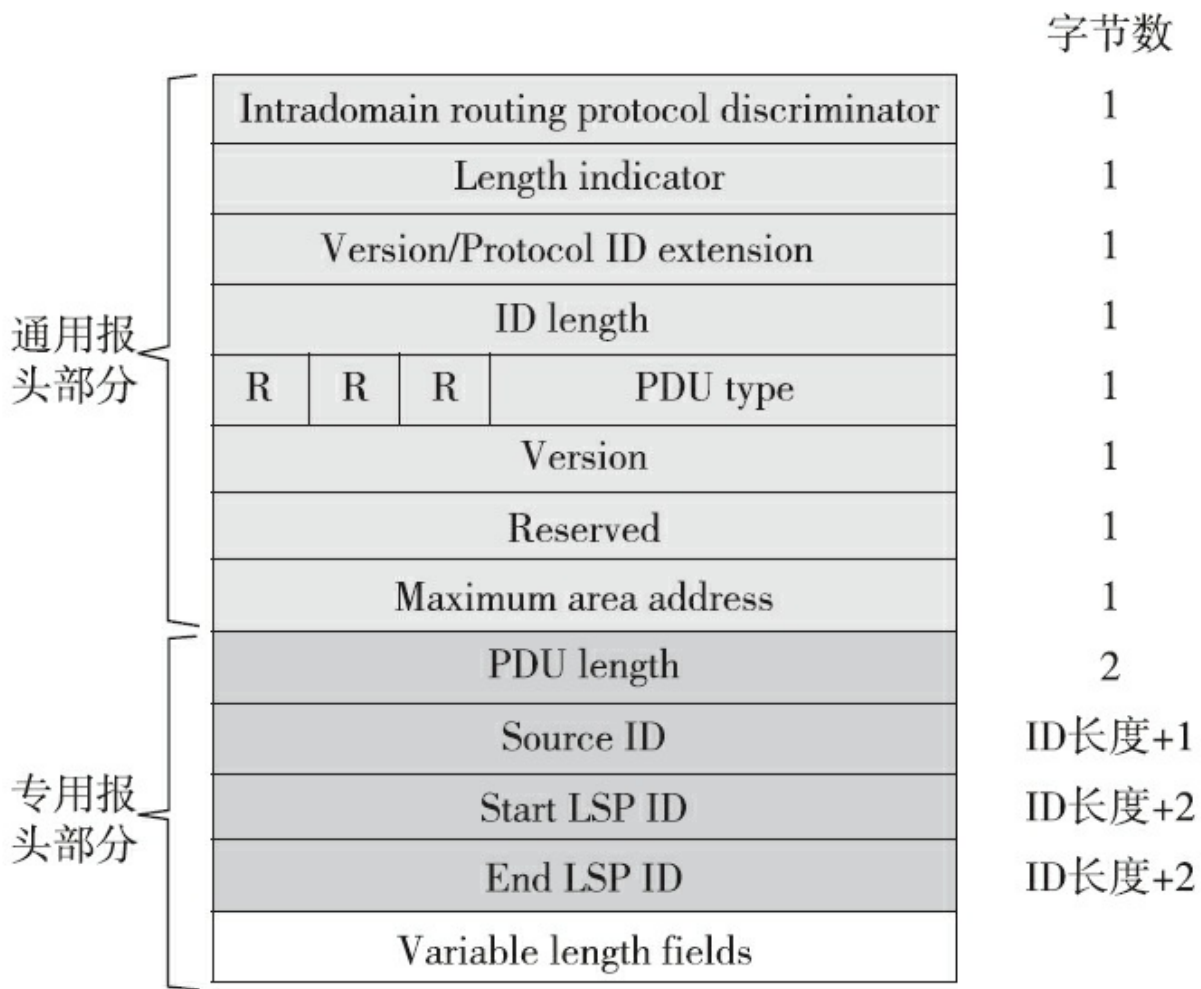 字节数
Intradomain routing protocol discriminator 1
Length indicator 1
Version/Protocol ID extension 1
ID length 1
通用报
头部分
R R R PDU type 1
Version 1
Reserved 1
Maximum area address 1
PDU length 2
Source ID ID长度+1
专用报
头部分
Start LSP ID ID长度+2
End LSP ID ID长度+2
Variable length fields